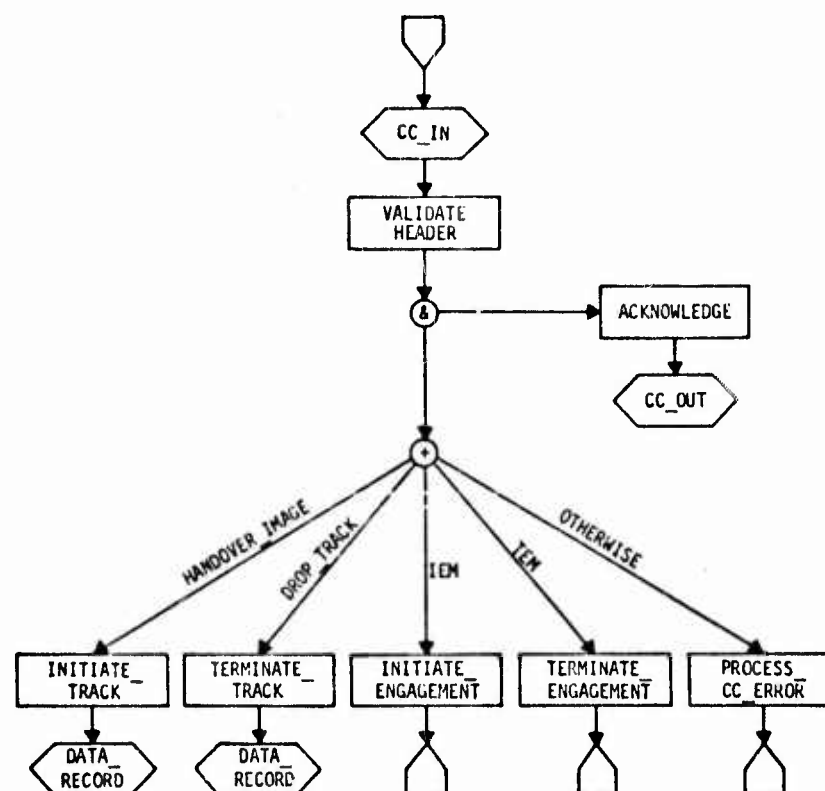 CC_IN
VALIDATE
HEADER
&
ACKNOWLEDGE
CC_OUT
+
HANDOVER_IMAGE
DROP_TRACK
IEM
TEM
OTHERWISE
INITIATE_
TRACK
TERMINATE_
TRACK
INITIATE_
ENGAGEMENT
TERMINATE_
ENGAGEMENT
PROCESS_
CC_ERROR
DATA_
RECORD
DATA_
RECORD